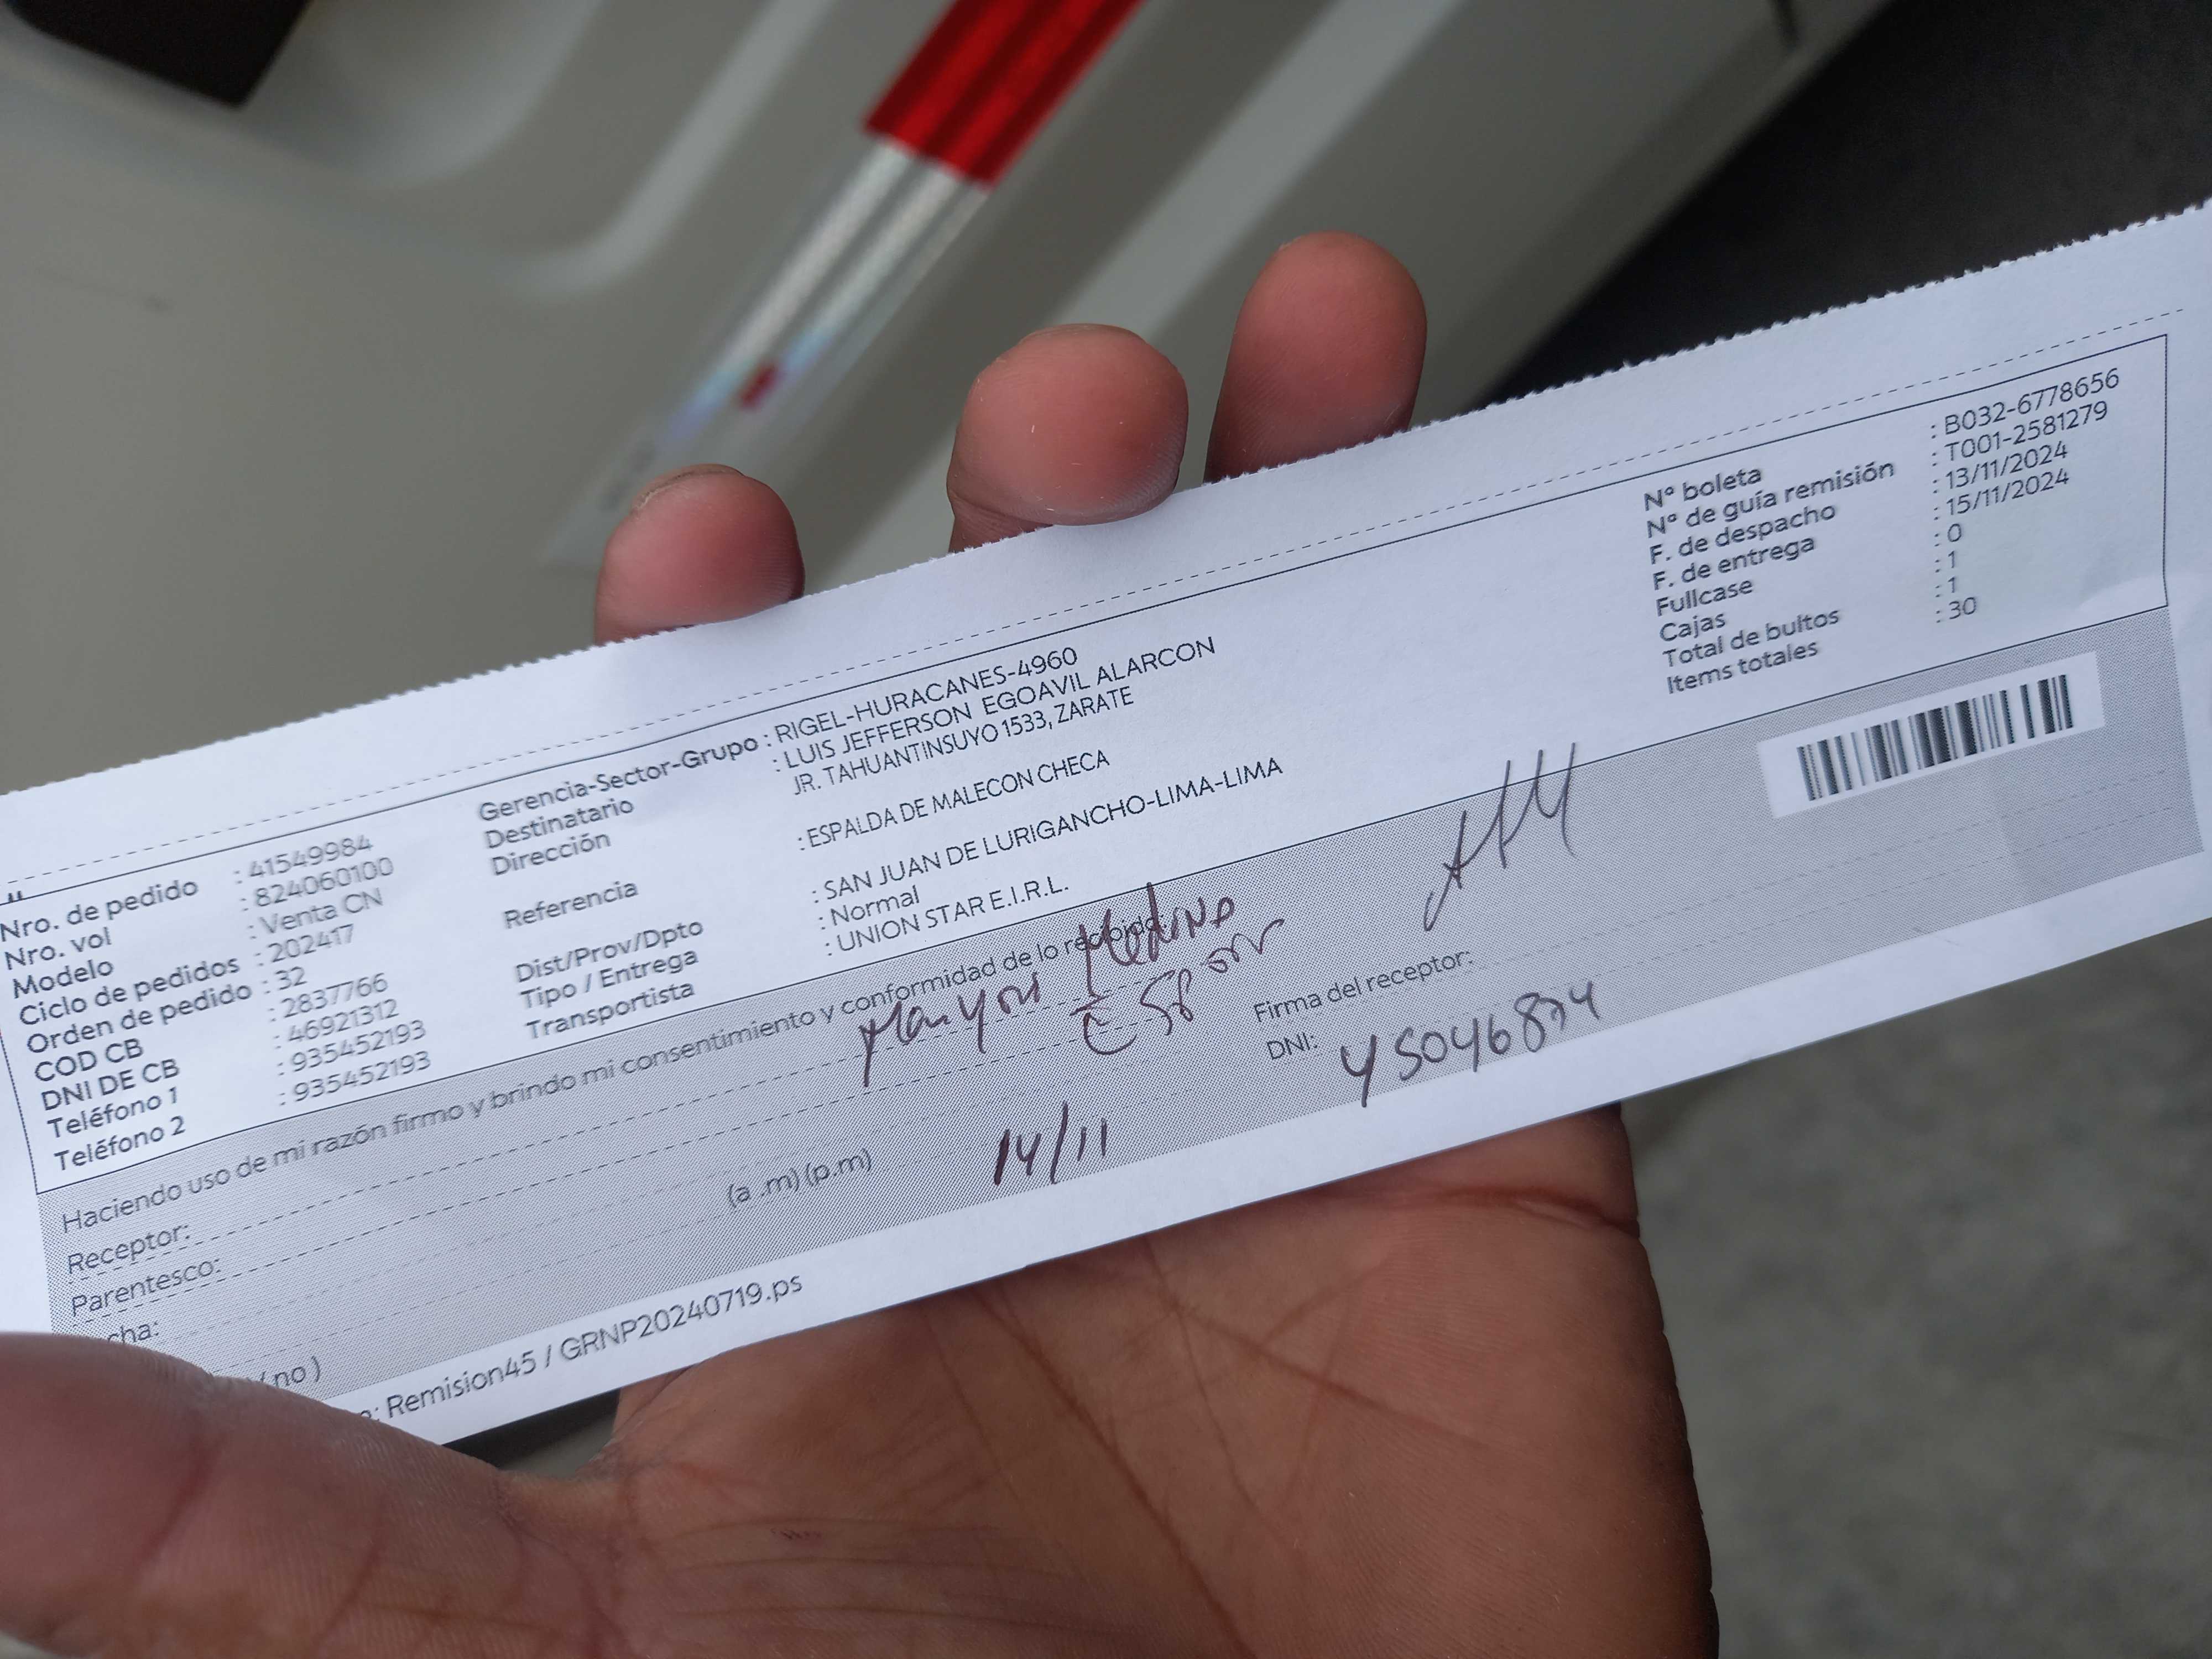 Nro. de pedido : 41549984
Nro. vol : 824060100
Modelo : Venta CN
Ciclo de pedidos : 202417
Orden de pedido : 32
COD CB : 2837766
DNI DE CB : 46921312
Teléfono 1 : 935452193
Teléfono 2 : 935452193
Gerencia-Sector-Grupo : RIGEL-HURACANES-4960
Destinatario : LUIS JEFFERSON EGOAVIL ALARCON
Dirección JR. TAHUANTINSUYO 1533, ZARATE
Referencia : ESPALDA DE MALECON CHECA
Dist/Prov/Dpto : SAN JUAN DE LURIGANCHO-LIMA-LIMA
Tipo / Entrega : Normal
Transportista : UNION STAR E.I.R.L.
N° boleta : B032-6778656
N° de guía remisión : T001-2581279
F. de despacho : 13/11/2024
F. de entrega : 15/11/2024
Fullcase : 0
Cajas : 1
Total de bultos : 1
Items totales : 30
Haciendo uso de mi razón firmo y brindo mi consentimiento y conformidad de lo recibido:
Receptor: Medina
Parentesco:
cha:
(a .m) (p.m)
14/11
Firma del receptor:
DNI: 45046874
/ no )
: Remision45 / GRNP20240719.ps